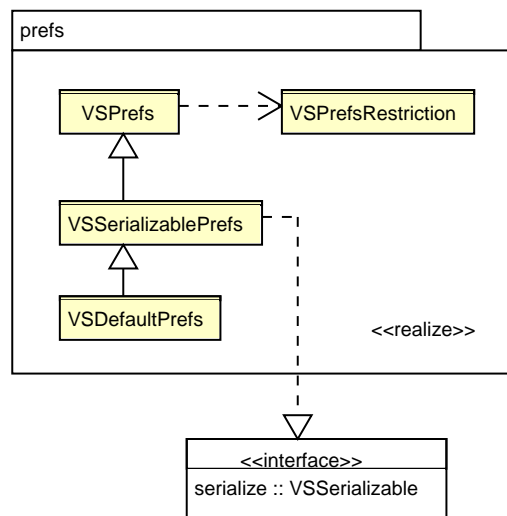 prefs
VSPrefs
VSPrefsRestriction
VSSerializablePrefs
VSDefaultPrefs
<<realize>>
<<interface>>
serialize :: VSSerializable